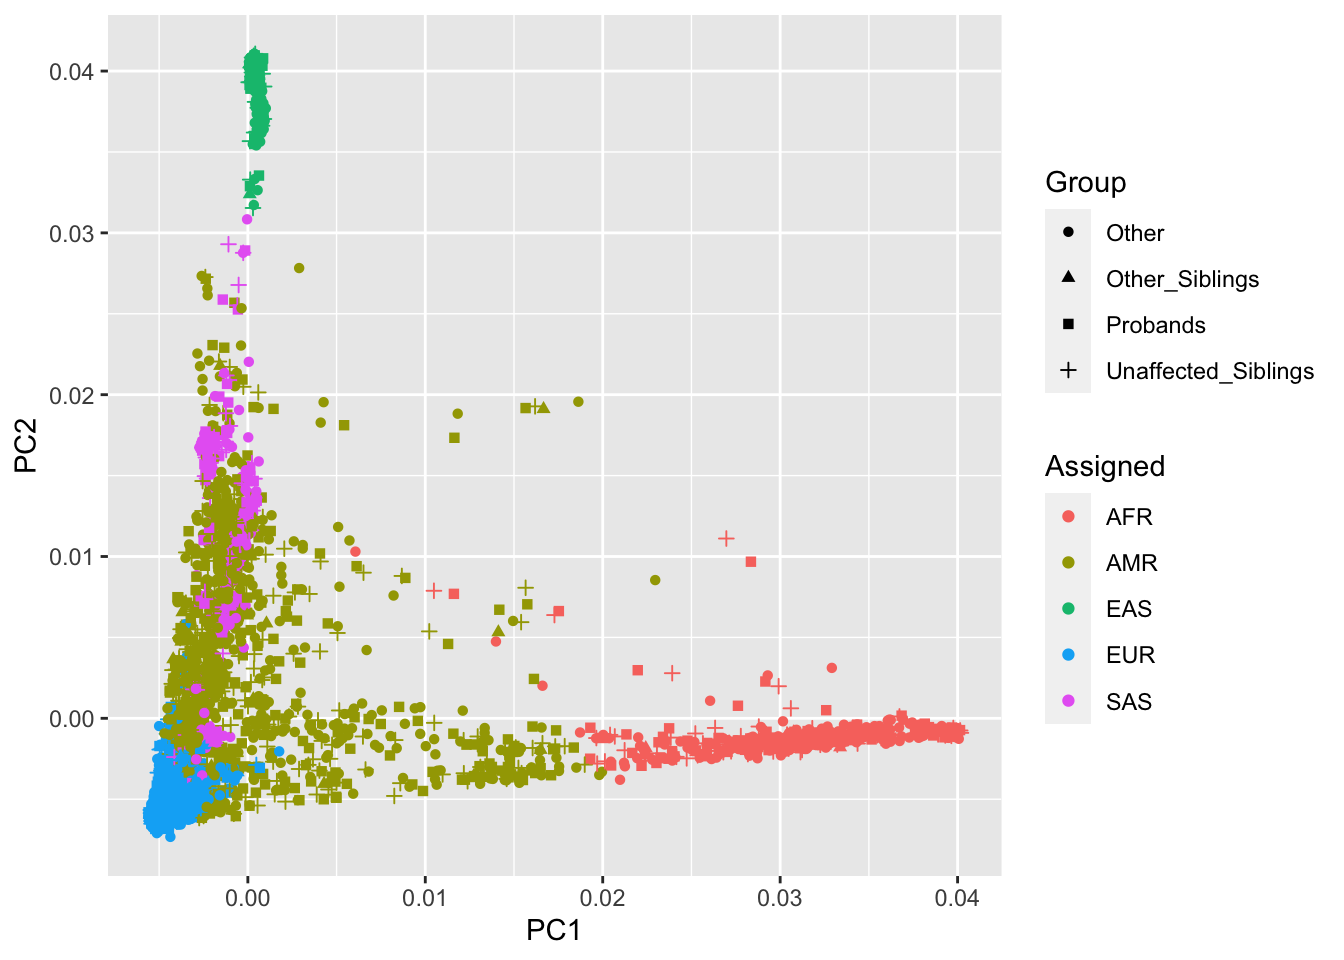 0.04
0.03
0.02
0.01
0.00
PC2
0.00
0.01
0.02
0.03
0.04
PC1
Group
Other
Other_Siblings
Probands
Unaffected_Siblings
Assigned
AFR
AMR
EAS
EUR
SAS